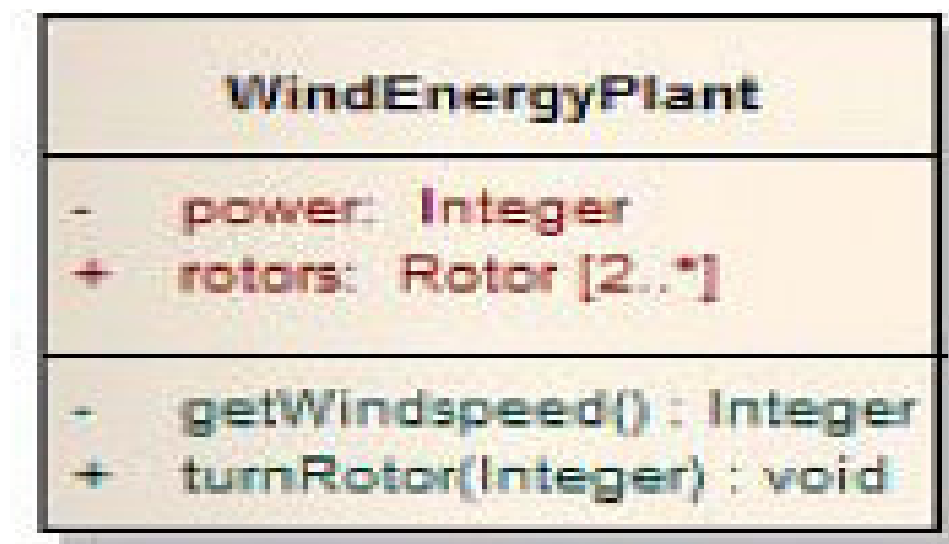 WindEnergyPlant
- power: Integer
+ rotors: Rotor [2..*]
- getWindspeed() : Integer
+ turnRotor(Integer) : void